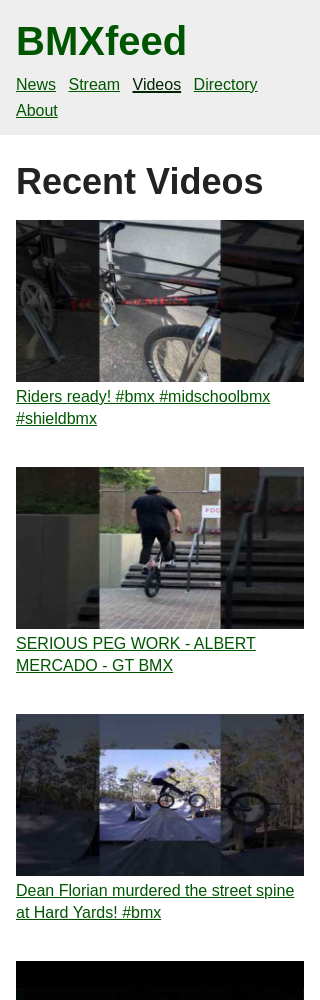 BMXfeed
News Stream Videos Directory
About
Recent Videos
Riders ready! #bmx #midschoolbmx
#shieldbmx
SERIOUS PEG WORK - ALBERT
MERCADO - GT BMX
Dean Florian murdered the street spine
at Hard Yards! #bmx